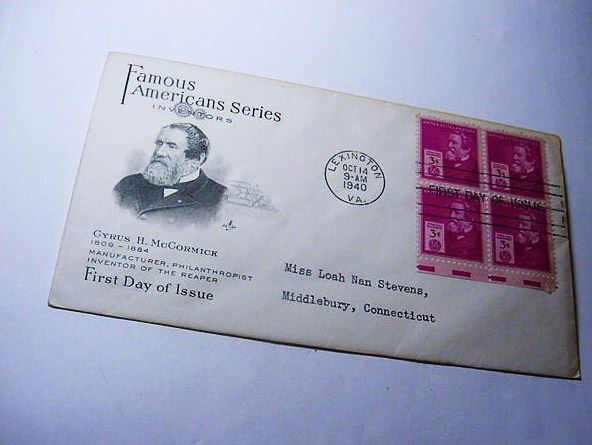 Famous
Americans Series
INVENTORS
CYRUS H. McCORMICK
1809 - 1884
MANUFACTURER, PHILANTHROPIST
INVENTOR OF THE REAPER
First Day of Issue
LEXINGTON
OCT 14
9-AM
1940
VA.
FIRST DAY OF ISSUE
3¢
3¢
3¢
3¢
Miss Loah Nan Stevens,
Middlebury, Connecticut